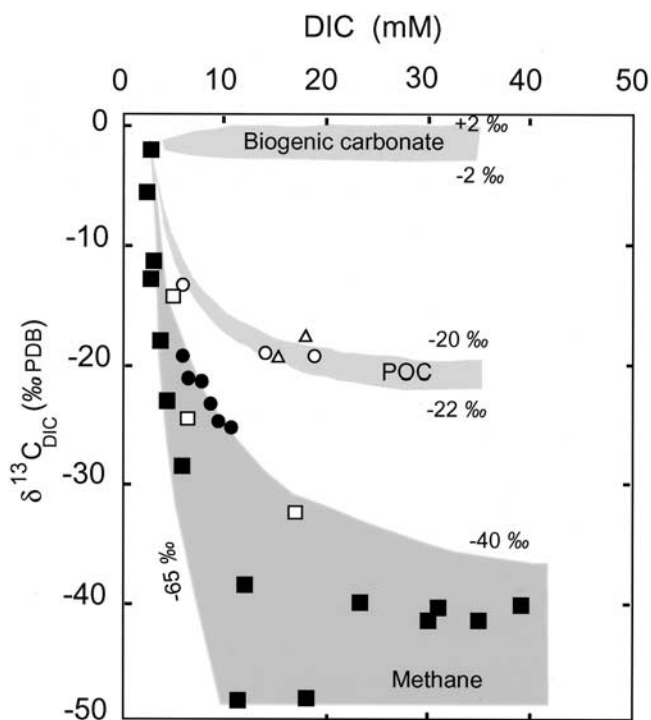 DIC (mM)
0 10 20 30 40 50
0
-10
-20
-30
-40
-50
δ ¹³C DIC (‰ PDB)
+2 ‰
Biogenic carbonate
-2 ‰
-20 ‰
POC
-22 ‰
-40 ‰
-65 ‰
Methane